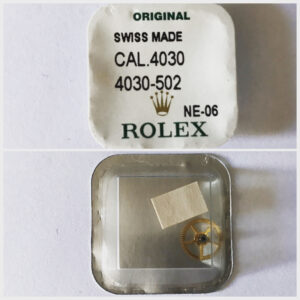 ORIGINAL
SWISS MADE
CAL.4030
4030-502
NE-06
ROLEX